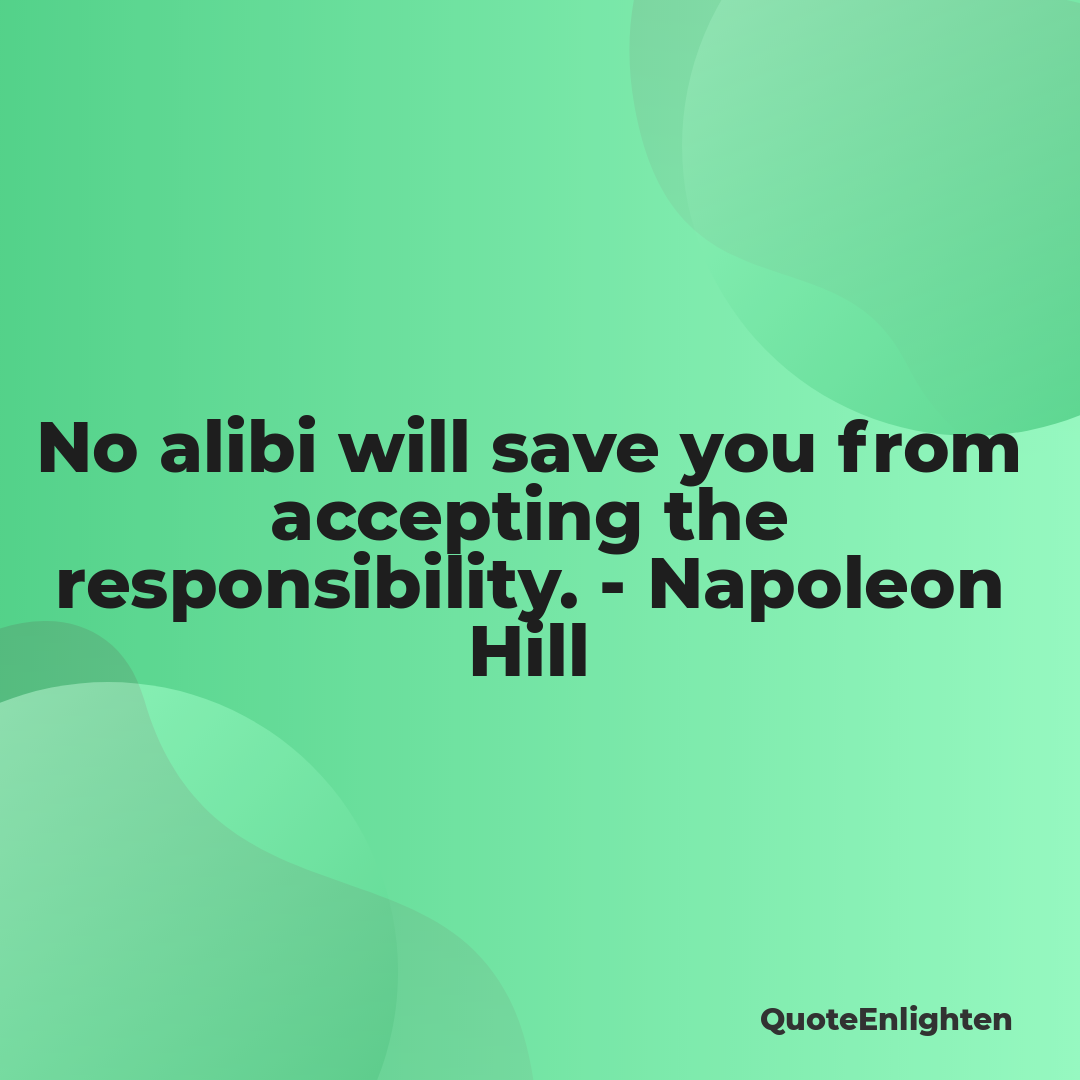 No alibi will save you from
accepting the
responsibility. - Napoleon
Hill
QuoteEnlighten